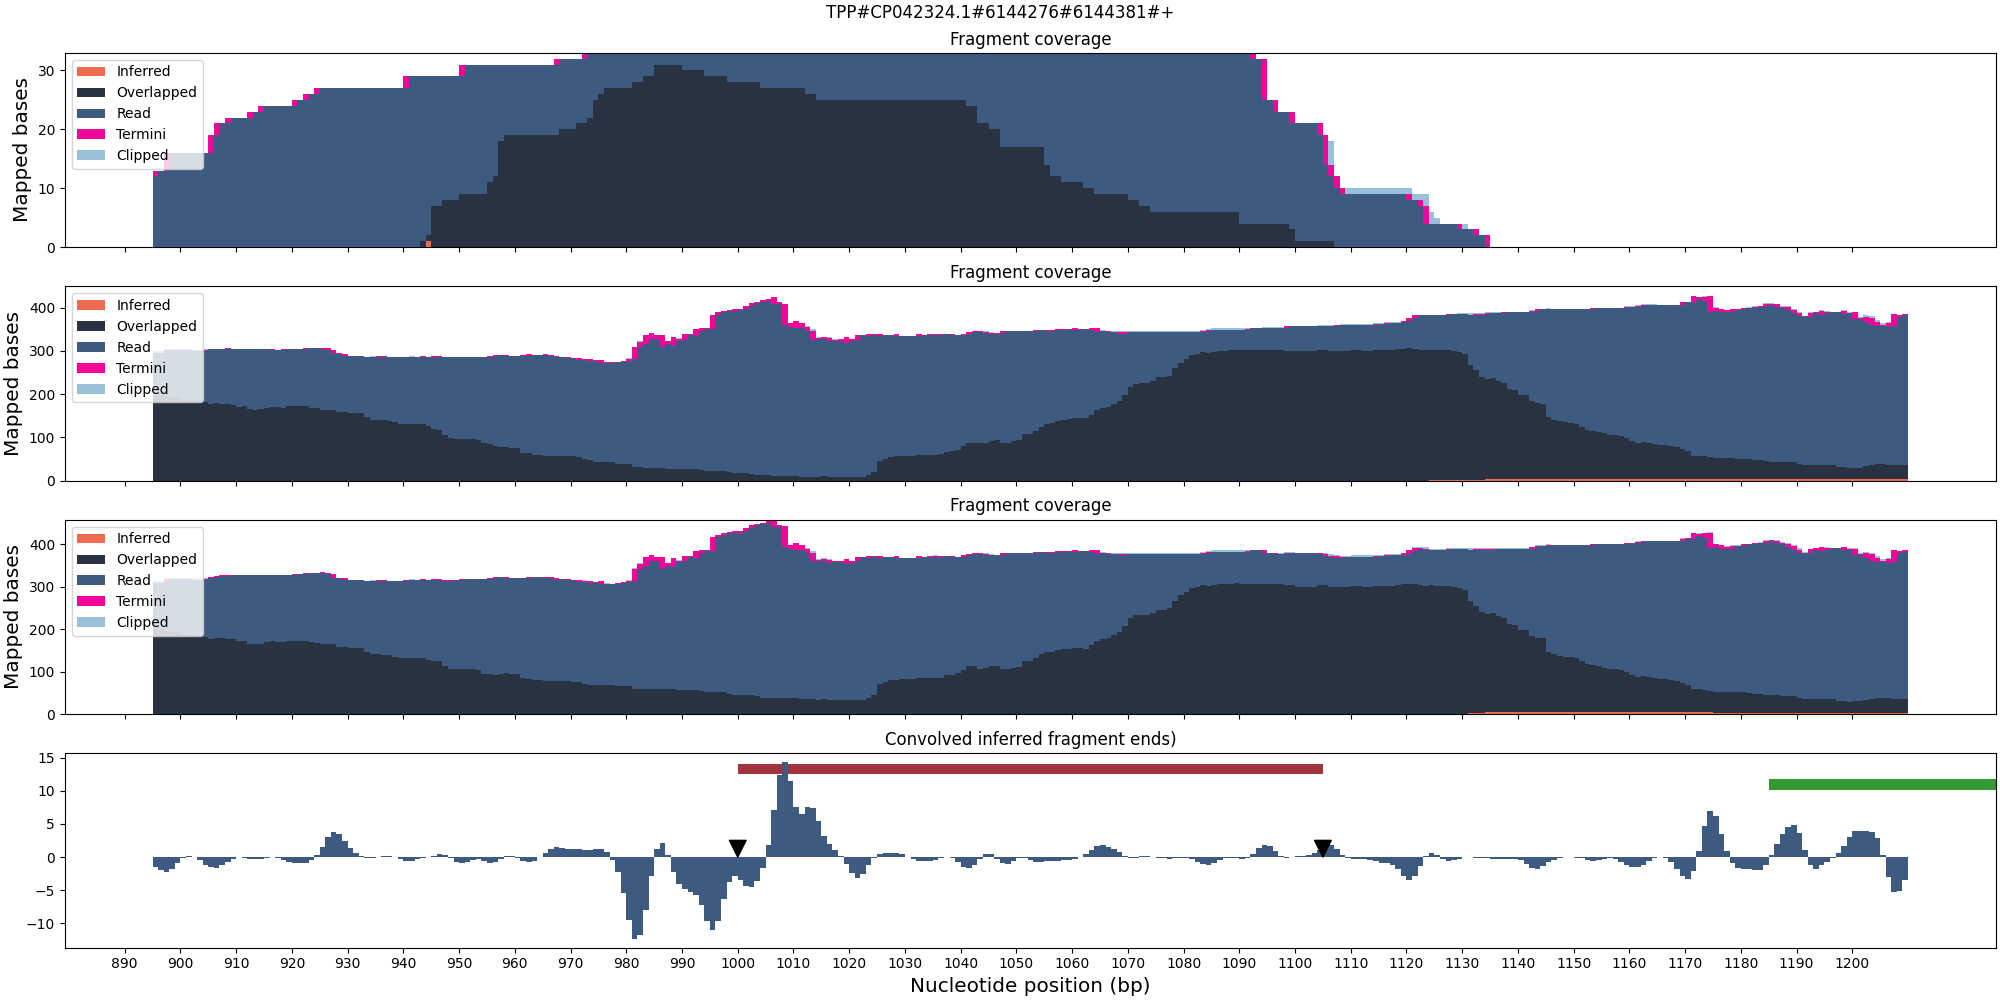 TPP#CP042324.1#6144276#6144381#+
Fragment coverage
Mapped bases
30
20
10
0
Inferred
Overlapped
Read
Termini
Clipped
Fragment coverage
Mapped bases
400
300
200
100
0
Inferred
Overlapped
Read
Termini
Clipped
Fragment coverage
Mapped bases
400
300
200
100
0
Inferred
Overlapped
Read
Termini
Clipped
Convolved inferred fragment ends)
15
10
5
0
−5
−10
890 900 910 920 930 940 950 960 970 980 990 1000 1010 1020 1030 1040 1050 1060 1070 1080 1090 1100 1110 1120 1130 1140 1150 1160 1170 1180 1190 1200
Nucleotide position (bp)